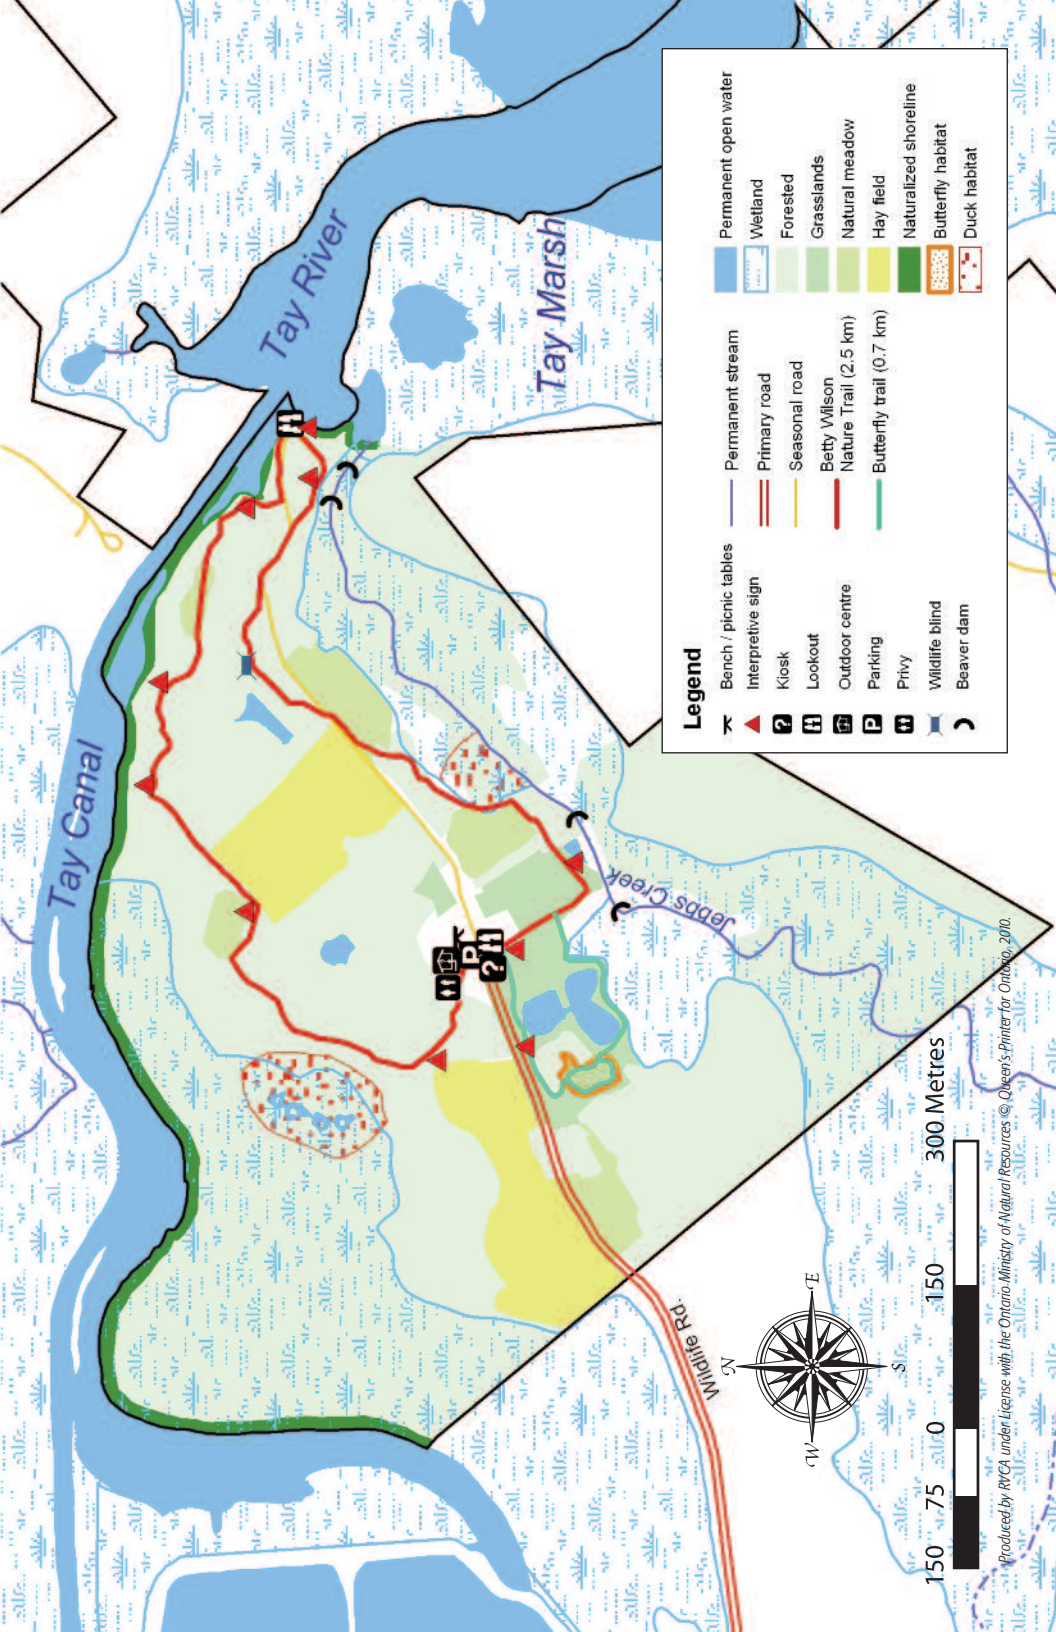 Tay Canal
Tay River
Tay Marsh
Jebbs Creek
Wildlife Rd.
Legend
Bench / picnic tables
Interpretive sign
Kiosk
Lookout
Outdoor centre
Parking
Privy
Wildlife blind
Beaver dam
Permanent stream
Primary road
Seasonal road
Betty Wilson
Nature Trail (2.5 km)
Butterfly trail (0.7 km)
Permanent open water
Wetland
Forested
Grasslands
Natural meadow
Hay field
Naturalized shoreline
Butterfly habitat
Duck habitat
P
?
?
P
N
W
E
S
150 75 0 150 300 Metres
Produced by RVCA under License with the Ontario Ministry of Natural Resources © Queen's Printer for Ontario, 2010.